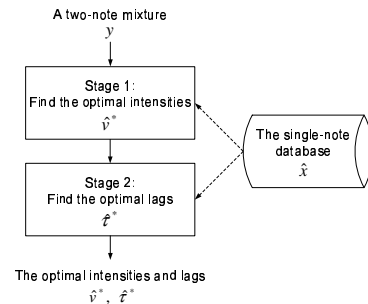 A two-note mixture
y
Stage 1:
Find the optimal intensities
v̂*
Stage 2:
Find the optimal lags
τ̂*
The single-note
database
x̂
The optimal intensities and lags
v̂*, τ̂*